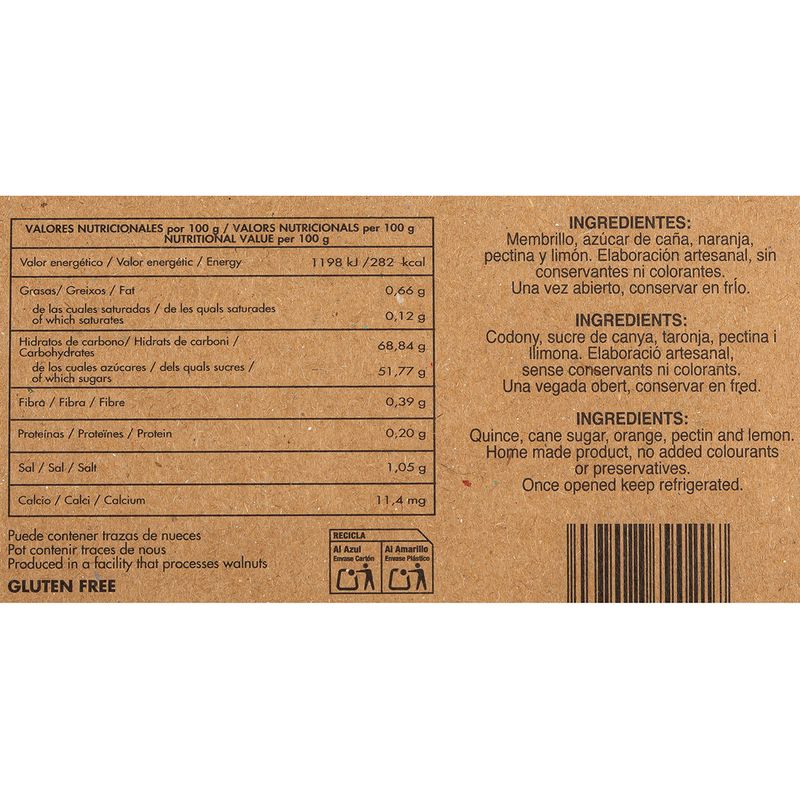 VALORES NUTRICIONALES por 100 g / VALORS NUTRICIONALS per 100 g
NUTRITIONAL VALUE per 100 g
Valor energético / Valor energétic / Energy 1198 kJ /282 kcal
Grasas/ Greixos / Fat 0,66 g
de las cuales saturadas / de les quals saturades
of which saturates 0,12 g
Hidratos de carbono/ Hidrats de carboni /
Carbohydrates 68,84 g
de los cuales azúcares / dels quals sucres /
of which sugars 51,77 g
Fibra / Fibra / Fibre 0,39 g
Proteínas / Proteïnes / Protein 0,20 g
Sal / Sal / Salt 1,05 g
Calcio / Calci / Calcium 11,4 mg
Puede contener trazas de nueces
Pot contenir traces de nous
Produced in a facility that processes walnuts
GLUTEN FREE
RECICLA
Al Azul
Envase Cartón
Al Amarillo
Envase Plástico
INGREDIENTES:
Membrillo, azúcar de caña, naranja,
pectina y limón. Elaboración artesanal, sin
conservantes ni colorantes.
Una vez abierto, conservar en frío.
INGREDIENTS:
Codony, sucre de canya, taronja, pectina i
llimona. Elaboració artesanal,
sense conservants ni colorants.
Una vegada obert, conservar en fred.
INGREDIENTS:
Quince, cane sugar, orange, pectin and lemon.
Home made product, no added colourants
or preservatives.
Once opened keep refrigerated.